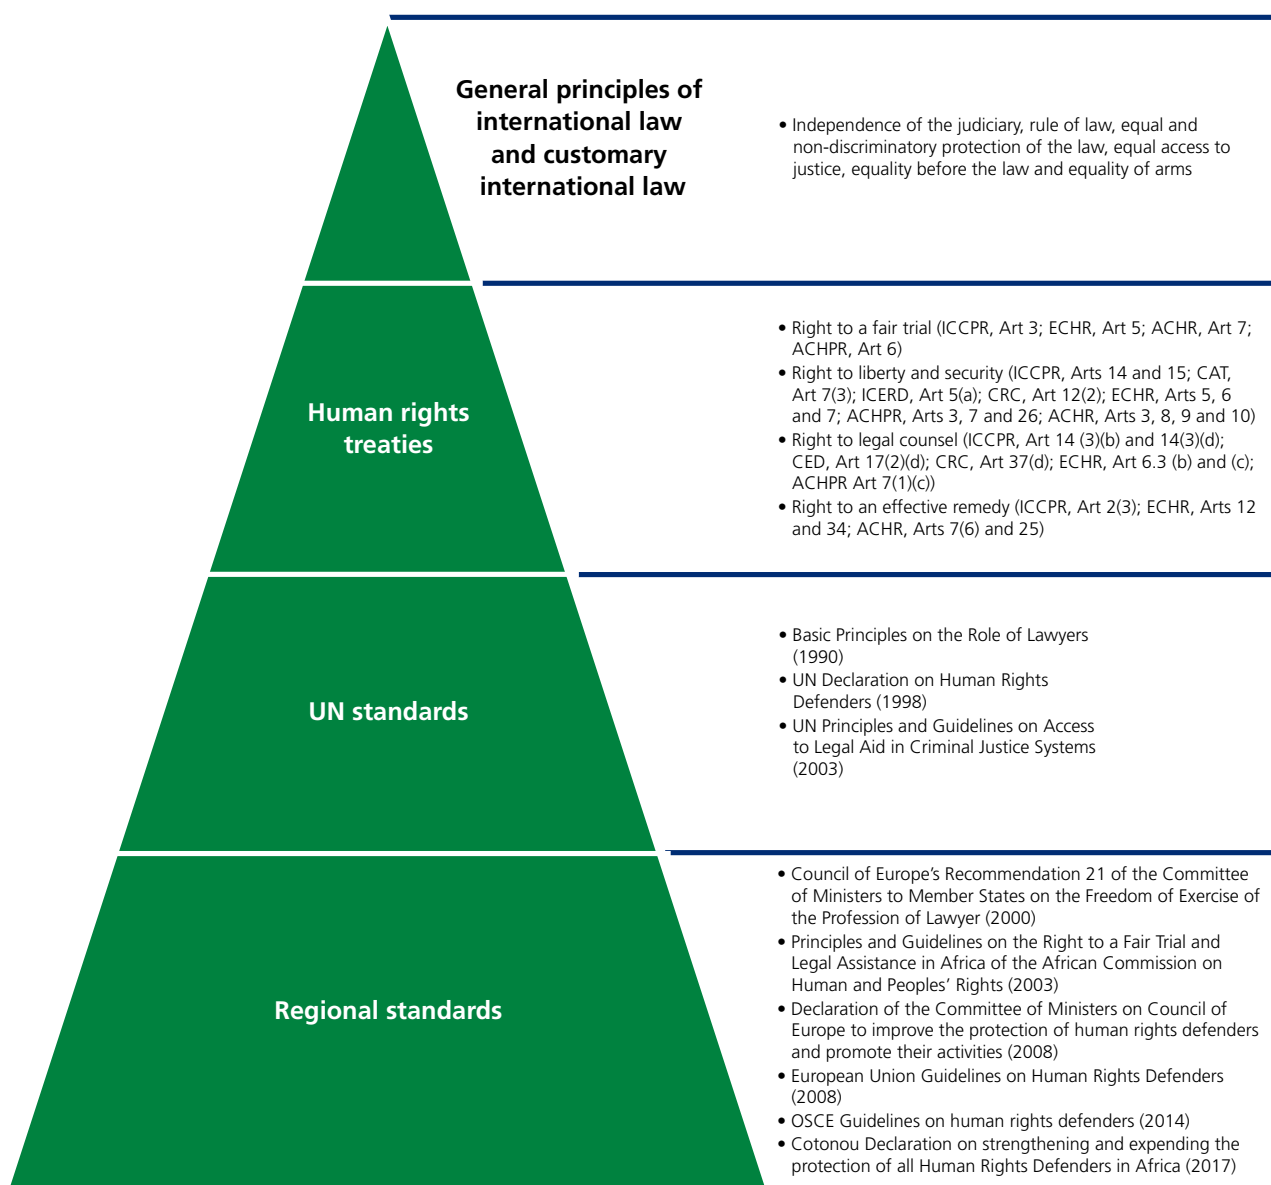 General principles of
international law
and customary
international law
• Independence of the judiciary, rule of law, equal and
non-discriminatory protection of the law, equal access to
justice, equality before the law and equality of arms
Human rights
treaties
• Right to a fair trial (ICCPR, Art 3; ECHR, Art 5; ACHR, Art 7;
ACHPR, Art 6)
• Right to liberty and security (ICCPR, Arts 14 and 15; CAT,
Art 7(3); ICERD, Art 5(a); CRC, Art 12(2); ECHR, Arts 5, 6
and 7; ACHPR, Arts 3, 7 and 26; ACHR, Arts 3, 8, 9 and 10)
• Right to legal counsel (ICCPR, Art 14 (3)(b) and 14(3)(d);
CED, Art 17(2)(d); CRC, Art 37(d); ECHR, Art 6.3 (b) and (c);
ACHPR Art 7(1)(c))
• Right to an effective remedy (ICCPR, Art 2(3); ECHR, Arts 12
and 34; ACHR, Arts 7(6) and 25)
UN standards
• Basic Principles on the Role of Lawyers
(1990)
• UN Declaration on Human Rights
Defenders (1998)
• UN Principles and Guidelines on Access
to Legal Aid in Criminal Justice Systems
(2003)
Regional standards
• Council of Europe’s Recommendation 21 of the Committee
of Ministers to Member States on the Freedom of Exercise of
the Profession of Lawyer (2000)
• Principles and Guidelines on the Right to a Fair Trial and
Legal Assistance in Africa of the African Commission on
Human and Peoples’ Rights (2003)
• Declaration of the Committee of Ministers on Council of
Europe to improve the protection of human rights defenders
and promote their activities (2008)
• European Union Guidelines on Human Rights Defenders
(2008)
• OSCE Guidelines on human rights defenders (2014)
• Cotonou Declaration on strengthening and expending the
protection of all Human Rights Defenders in Africa (2017)